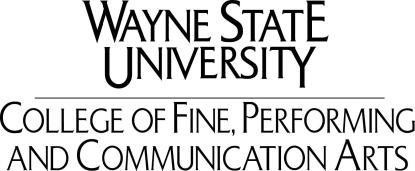 WAYNE STATE
UNIVERSITY
COLLEGE OF FINE, PERFORMING
AND COMMUNICATION ARTS